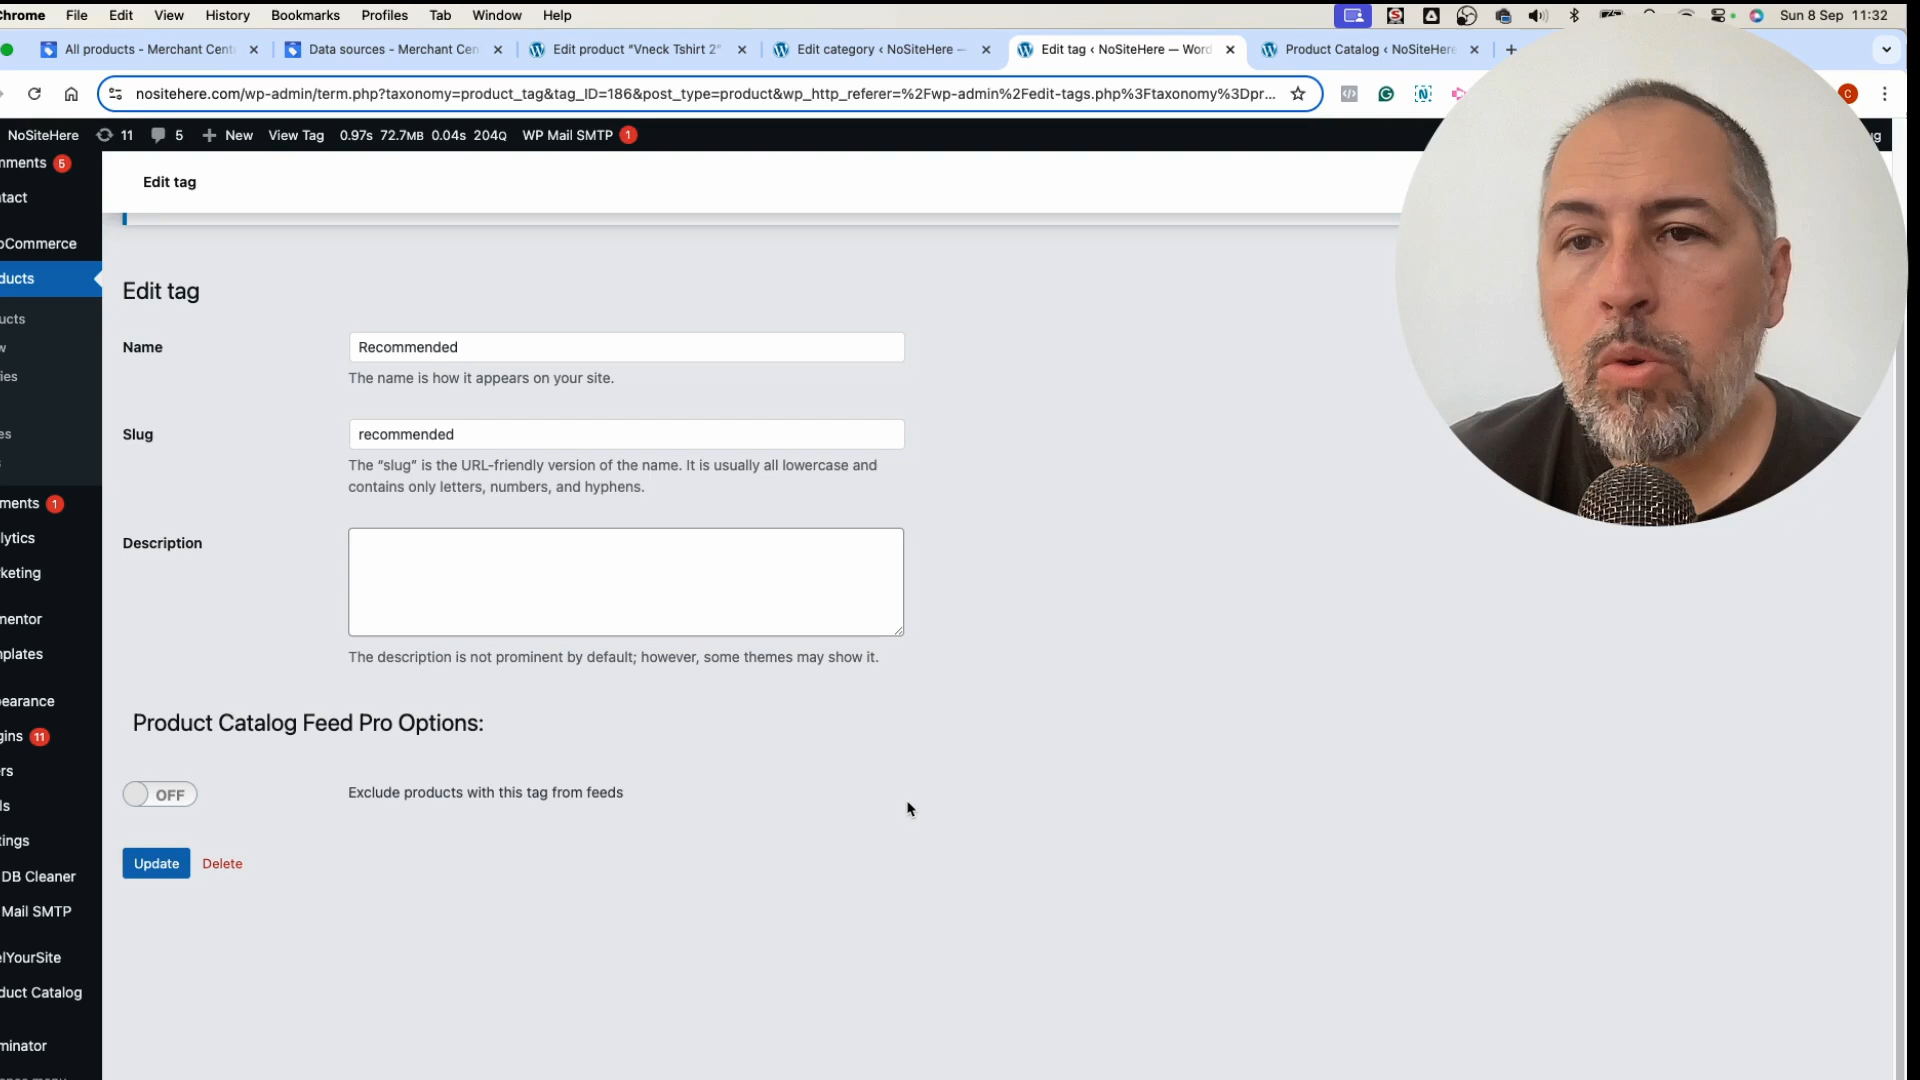 Chrome File Edit View History Bookmarks Profiles Tab Window Help Sun 8 Sep 11:32
All products - Merchant Cent Data sources - Merchant Cen Edit product "Vneck Tshirt 2" Edit category ‹ NoSiteHere — Edit tag ‹ NoSiteHere — Word Product Catalog ‹ NoSiteHere
nositehere.com/wp-admin/term.php?taxonomy=product_tag&tag_ID=186&post_type=product&wp_http_referer=%2Fwp-admin%2Fedit-tags.php%3Ftaxonomy%3Dpr... C
NoSiteHere 11 5 New View Tag 0.97s 72.7MB 0.04s 204Q WP Mail SMTP 1
mments 5
ntact
oCommerce
ducts
ucts
w
ries
es
s
ments 1
lytics
keting
mentor
mplates
pearance
gins 11
rs
ls
tings
DB Cleaner
Mail SMTP
elYourSite
duct Catalog
minator
Edit tag
Edit tag
Name
Recommended
The name is how it appears on your site.
Slug
recommended
The “slug” is the URL-friendly version of the name. It is usually all lowercase and
contains only letters, numbers, and hyphens.
Description
The description is not prominent by default; however, some themes may show it.
Product Catalog Feed Pro Options:
OFF Exclude products with this tag from feeds
Update Delete